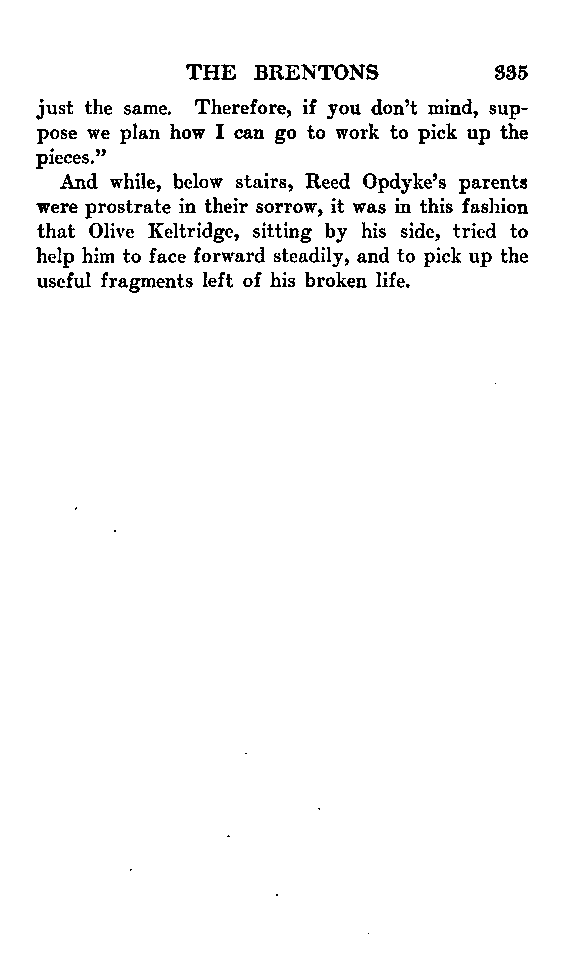 THE BRENTONS 335
just the same. Therefore, if you don't mind, sup-
pose we plan how I can go to work to pick up the
pieces."
And while, below stairs, Reed Opdyke's parents
were prostrate in their sorrow, it was in this fashion
that Olive Keltridge, sitting by his side, tried to
help him to face forward steadily, and to pick up the
useful fragments left of his broken life.